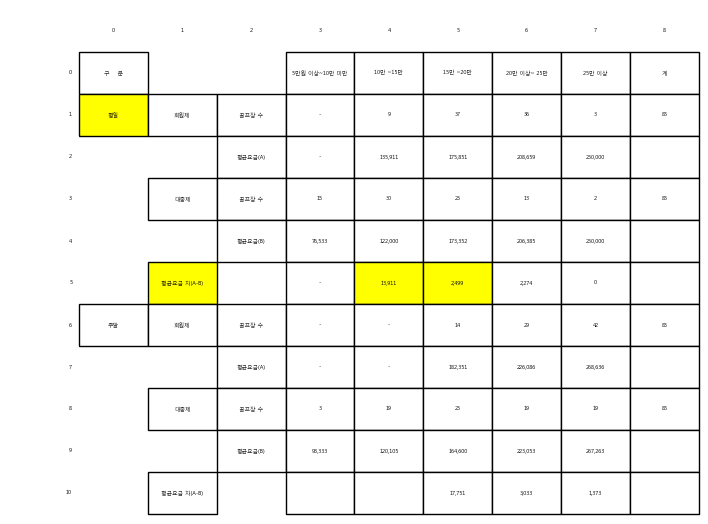 0 1 2 3 4 5 6 7 8
0 구 분 5만원 이상~10만 미만 10만 ~15만 15만 ~20만 20만 이상~ 25만 25만 이상 계
1 평일 회원제 골프장 수 - 9 37 36 3 85
2 평균요금(A) - 135,911 175,851 208,659 250,000
3 대중제 골프장 수 15 30 25 13 2 85
4 평균요금(B) 76,533 122,000 173,352 206,385 250,000
5 평균요금 차(A-B) - 13,911 2,499 2,274 0
6 주말 회원제 골프장 수 - - 14 29 42 85
7 평균요금(A) - - 182,351 226,086 268,636
8 대중제 골프장 수 3 19 25 19 19 85
9 평균요금(B) 93,333 120,105 164,600 223,053 267,263
10 평균요금 차(A-B) 17,751 3,033 1,373